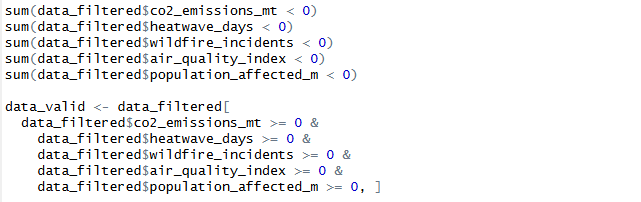 sum(data_filtered$co2_emissions_mt < 0)
sum(data_filtered$heatwave_days < 0)
sum(data_filtered$wildfire_incidents < 0)
sum(data_filtered$air_quality_index < 0)
sum(data_filtered$population_affected_m < 0)

data_valid <- data_filtered[
  data_filtered$co2_emissions_mt >= 0 &
    data_filtered$heatwave_days >= 0 &
    data_filtered$wildfire_incidents >= 0 &
    data_filtered$air_quality_index >= 0 &
    data_filtered$population_affected_m >= 0, ]